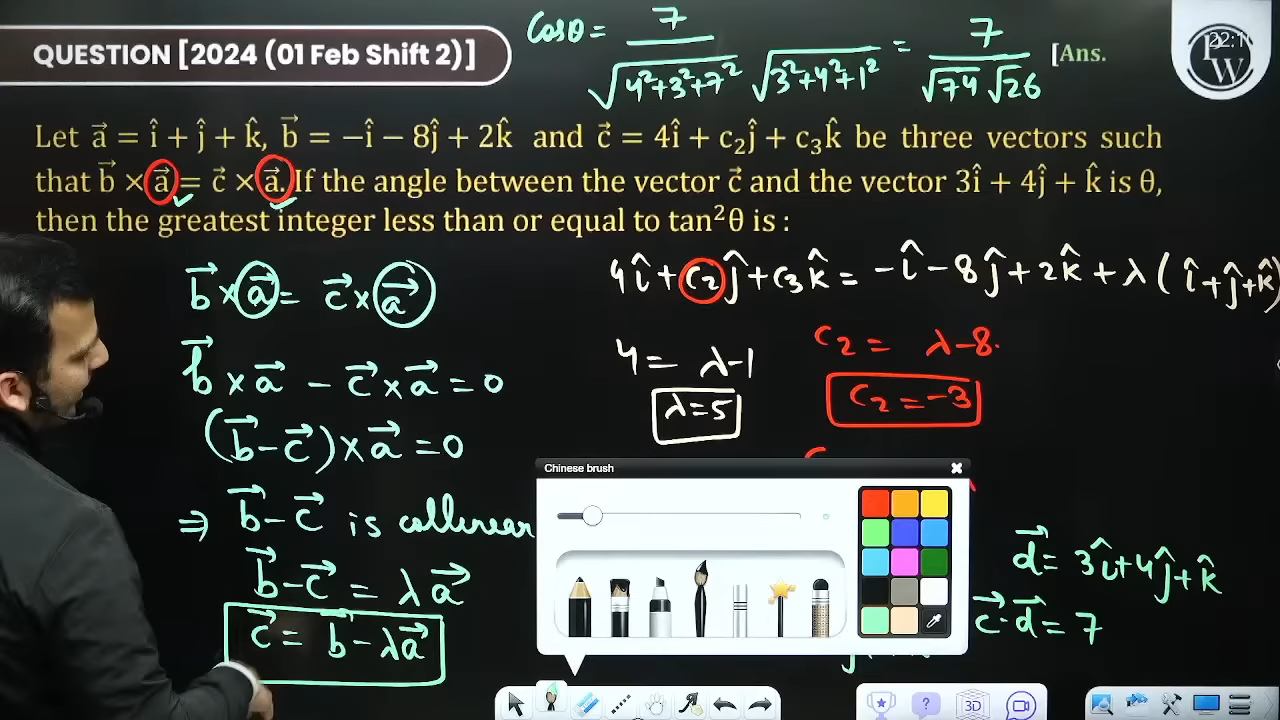 QUESTION [2024 (01 Feb Shift 2)]
Cosθ = 7 / √(4²+3²+7²) √(3²+4²+1²) = 7 / √74 √26
[Ans.
22:1
PW
Let a⃗ = î + ĵ + k̂, b⃗ = −î − 8ĵ + 2k̂ and c⃗ = 4î + c₂ĵ + c₃k̂ be three vectors such
that b⃗ × a⃗ = c⃗ × a⃗. If the angle between the vector c⃗ and the vector 3î + 4ĵ + k̂ is θ,
then the greatest integer less than or equal to tan²θ is :
b⃗ × a⃗ = c⃗ × a⃗
b⃗ × a⃗ − c⃗ × a⃗ = 0
(b⃗ − c⃗) × a⃗ = 0
⇒ b⃗ − c⃗ is collinear
b⃗ − c⃗ = λa⃗
c⃗ = b⃗ − λa⃗
4î + c₂ĵ + c₃k̂ = −î − 8ĵ + 2k̂ + λ(î + ĵ + k̂
4 = λ−1
λ = 5
c₂ = λ−8.
c₂ = −3
Chinese brush
d⃗ = 3î + 4ĵ + k̂
c⃗·d⃗ = 7
3D